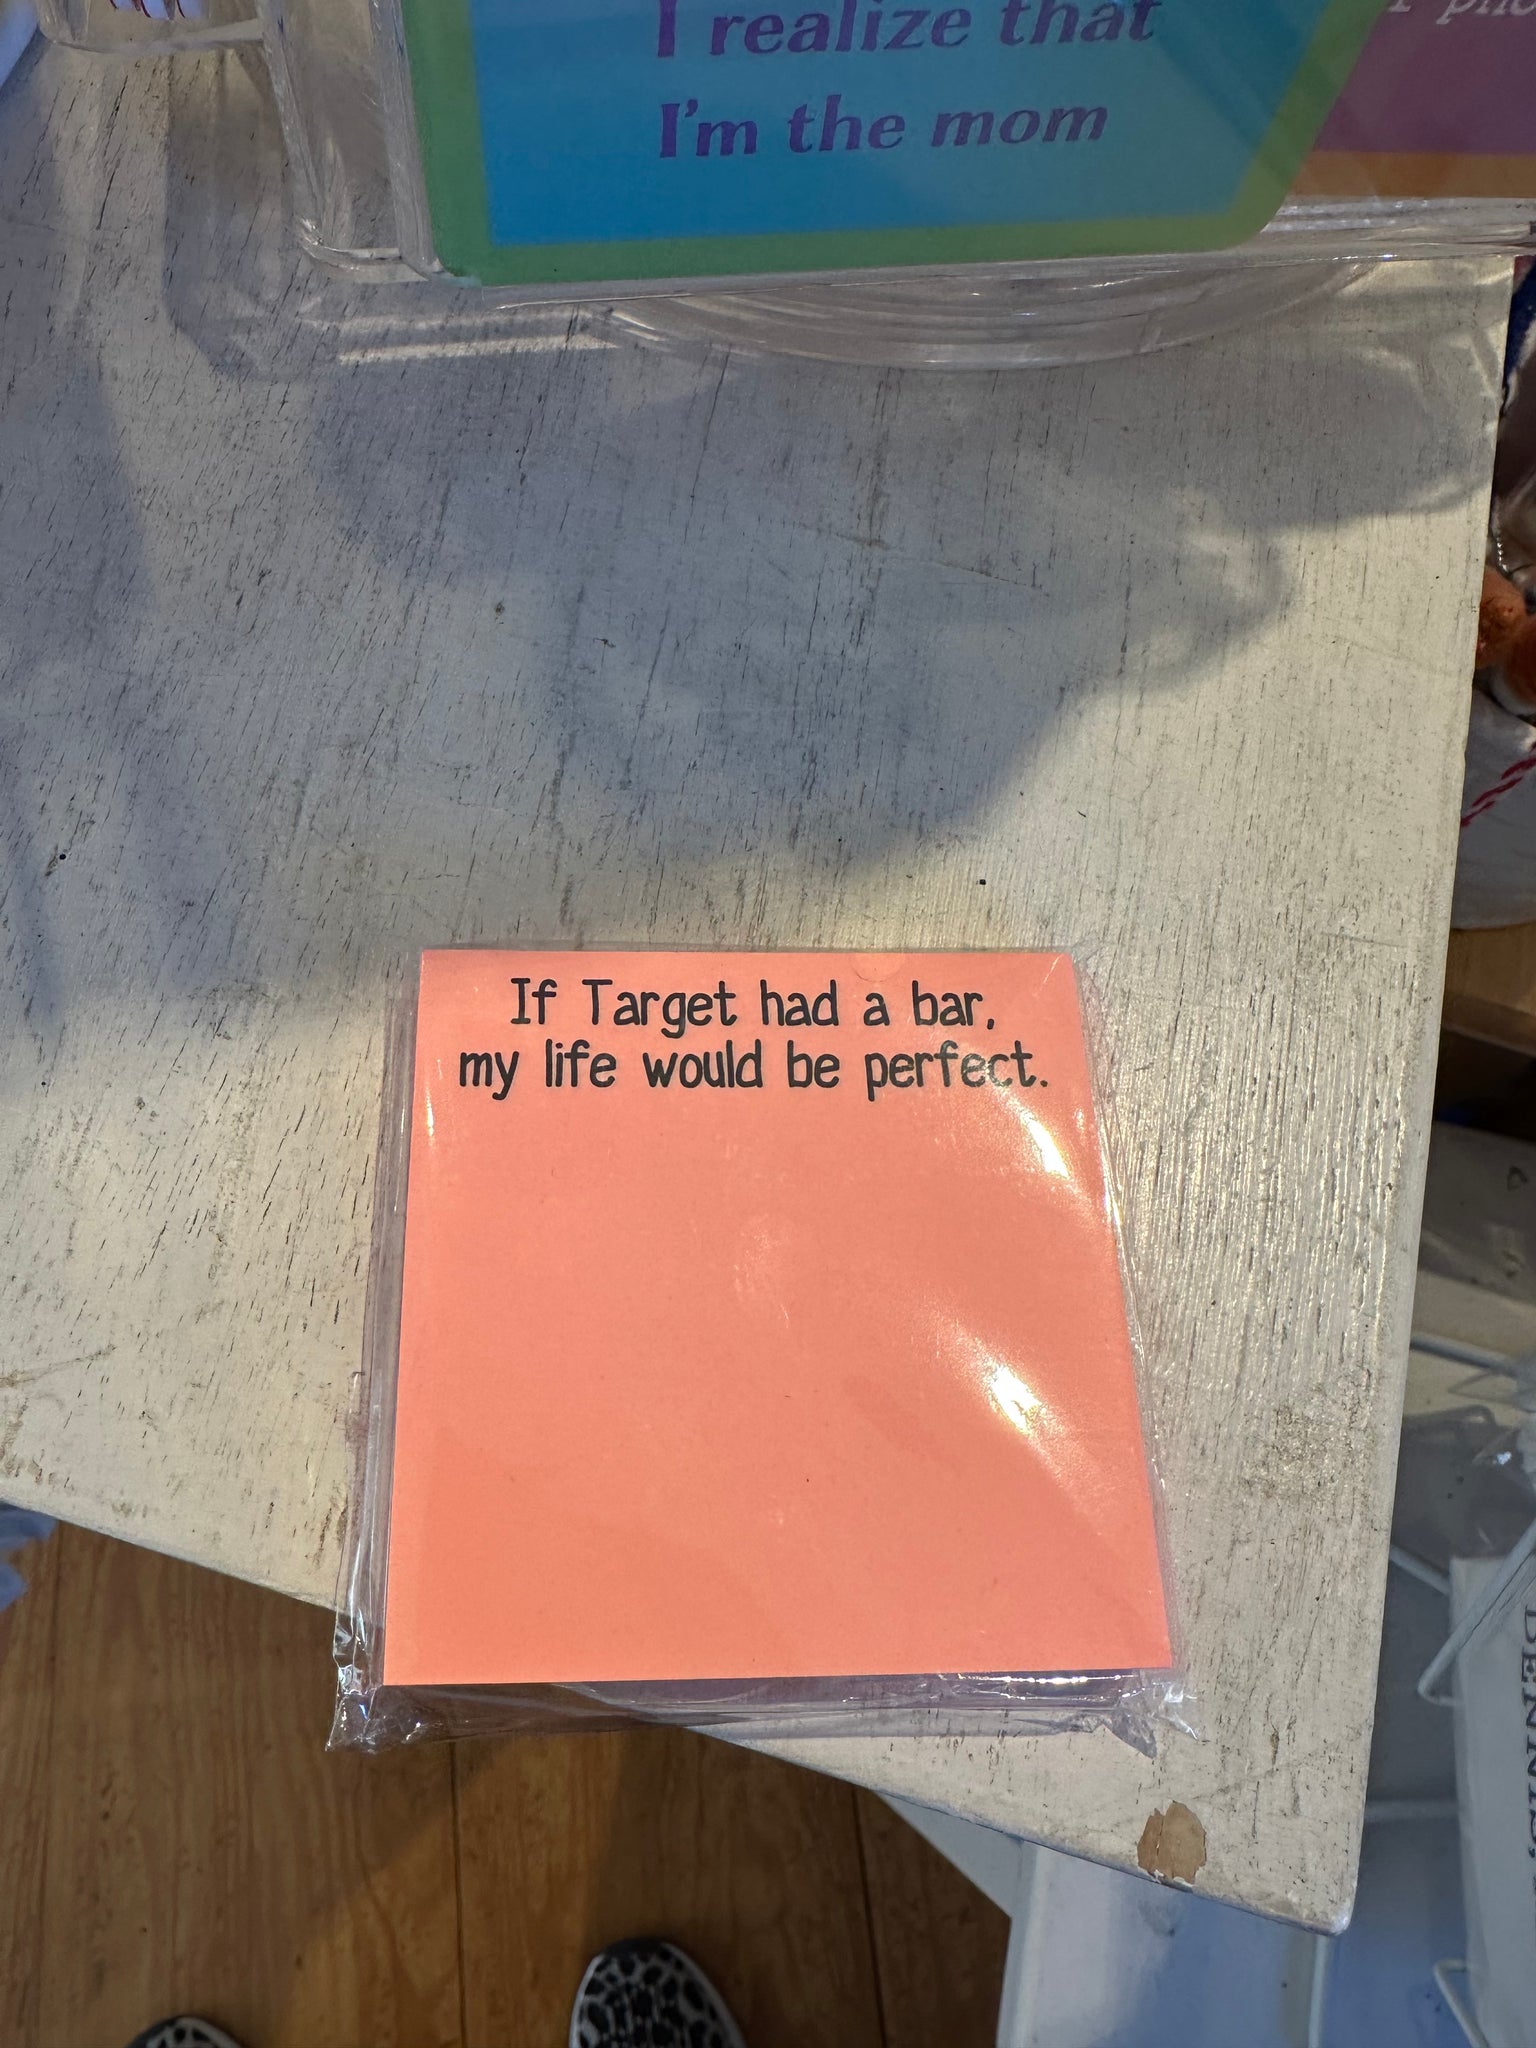 I realize that
I'm the mom
If Target had a bar,
my life would be perfect.